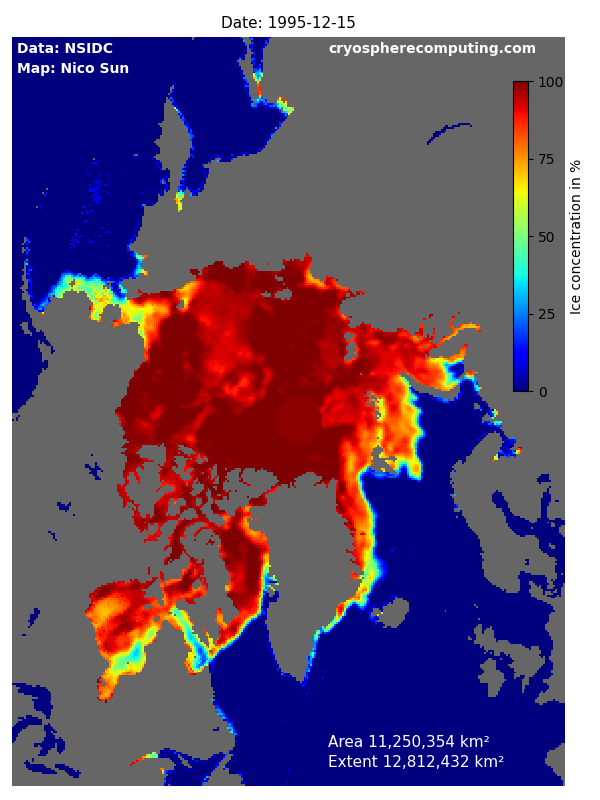 Date: 1995-12-15
Data: NSIDC
Map: Nico Sun
cryospherecomputing.com
100
75
50
25
0
Ice concentration in %
Area 11,250,354 km²
Extent 12,812,432 km²